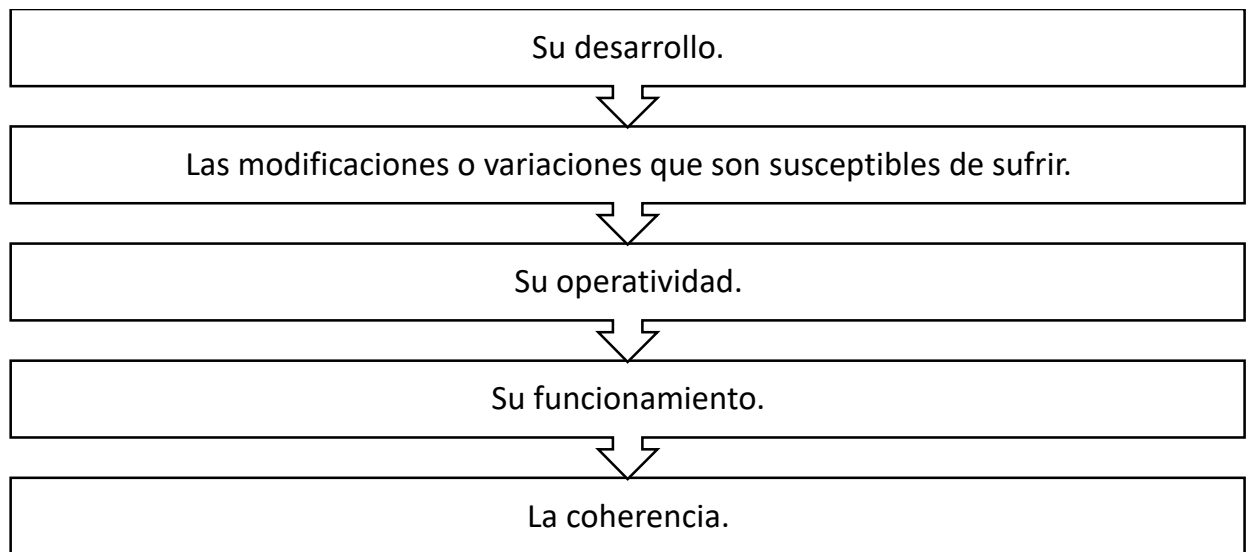 Su desarrollo.
Las modificaciones o variaciones que son susceptibles de sufrir.
Su operatividad.
Su funcionamiento.
La coherencia.